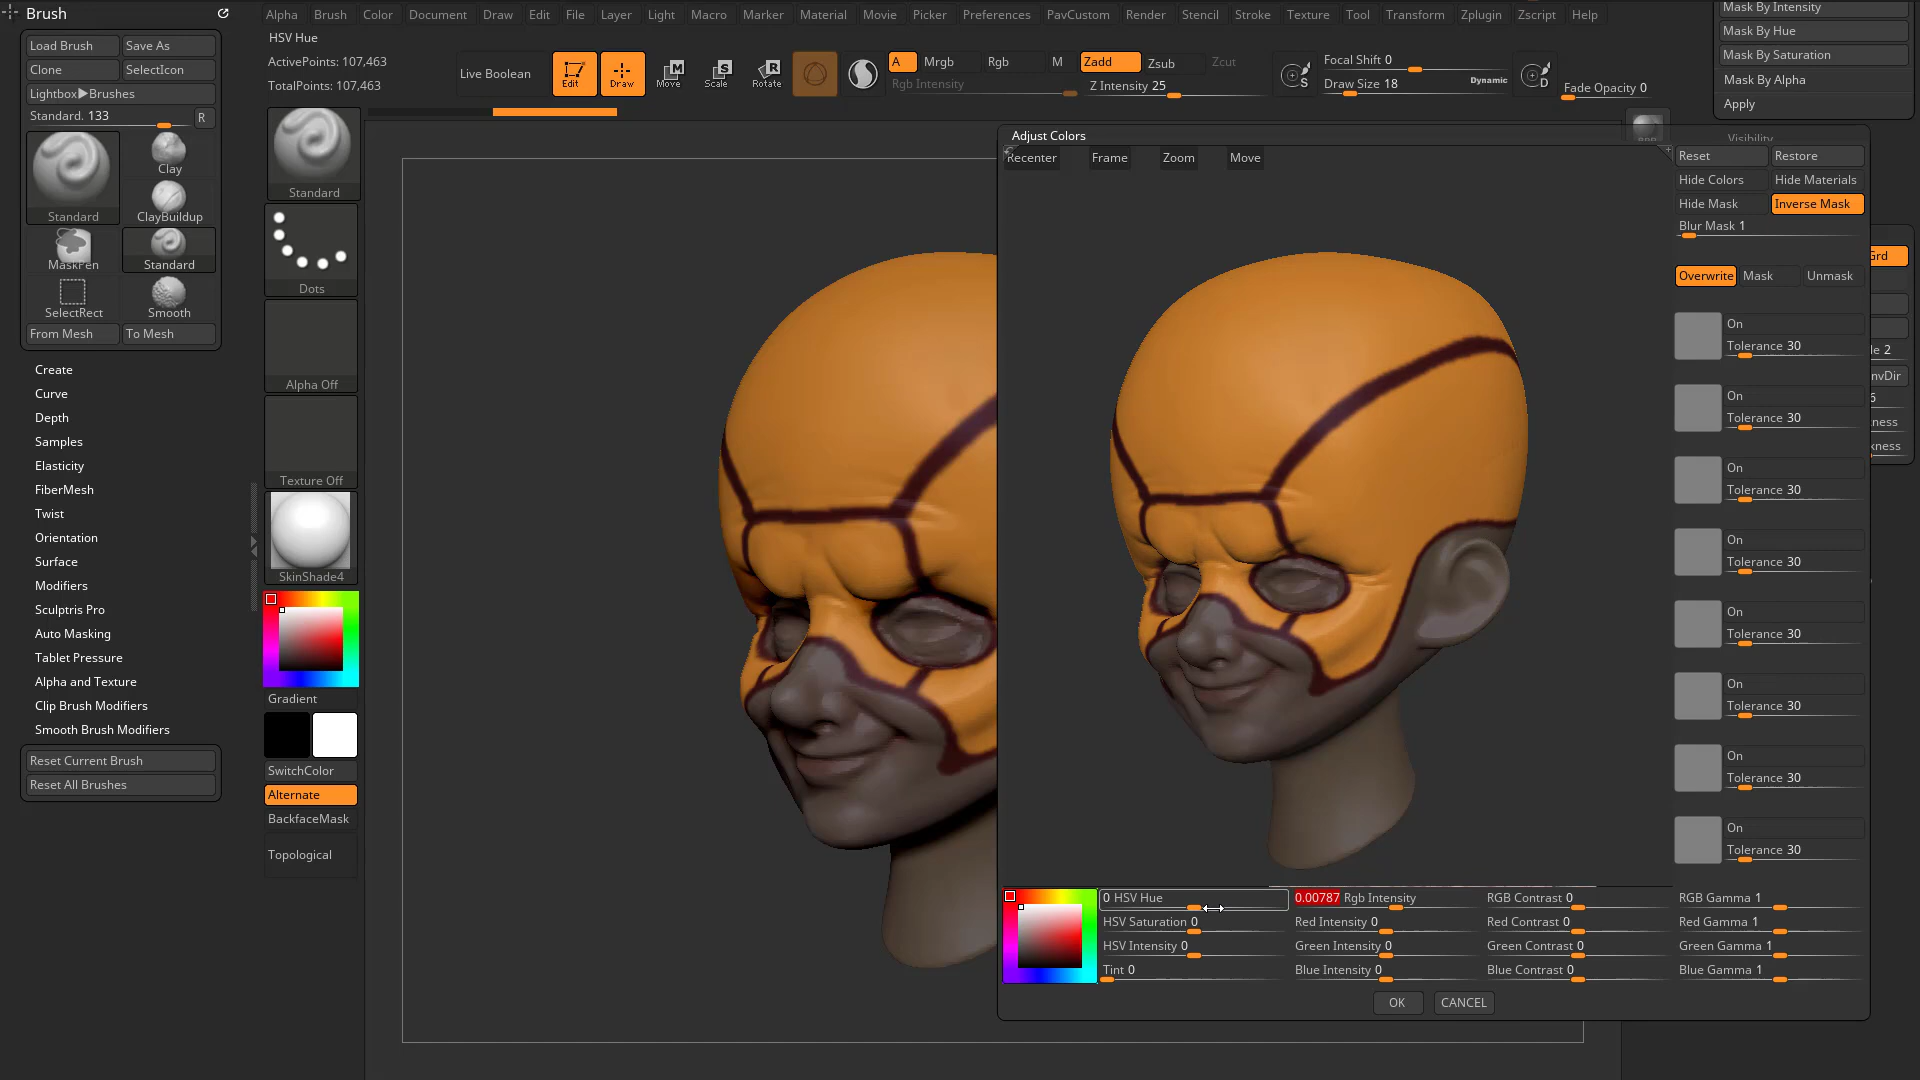 Brush
Alpha Brush Color Document Draw Edit File Layer Light Macro Marker Material Movie Picker Preferences PavCustom Render Stencil Stroke Texture Tool Transform Zplugin Zscript Help
HSV Hue
ActivePoints: 107,463
TotalPoints: 107,463
Live Boolean
Edit
Draw
Move
Scale
Rotate
A
Mrgb
Rgb
M
Zadd
Zsub
Zcut
Rgb Intensity
Z Intensity 25
S
Focal Shift 0
Draw Size 18
Dynamic
D
Fade Opacity 0
Mask By Intensity
Mask By Hue
Mask By Saturation
Mask By Alpha
Apply
Visibility
Load Brush
Save As
Clone
SelectIcon
Lightbox▶Brushes
Standard. 133
R
Standard
Clay
ClayBuildup
MaskPen
Standard
SelectRect
Smooth
From Mesh
To Mesh
Create
Curve
Depth
Samples
Elasticity
FiberMesh
Twist
Orientation
Surface
Modifiers
Sculptris Pro
Auto Masking
Tablet Pressure
Alpha and Texture
Clip Brush Modifiers
Smooth Brush Modifiers
Reset Current Brush
Reset All Brushes
Standard
Dots
Alpha Off
Texture Off
SkinShade4
Gradient
SwitchColor
Alternate
BackfaceMask
Topological
Adjust Colors
Recenter
Frame
Zoom
Move
Reset
Restore
Hide Colors
Hide Materials
Hide Mask
Inverse Mask
Blur Mask 1
Overwrite
Mask
Unmask
On
Tolerance 30
On
Tolerance 30
On
Tolerance 30
On
Tolerance 30
On
Tolerance 30
On
Tolerance 30
On
Tolerance 30
On
Tolerance 30
0 HSV Hue
HSV Saturation 0
HSV Intensity 0
Tint 0
0.00787 Rgb Intensity
Red Intensity 0
Green Intensity 0
Blue Intensity 0
RGB Contrast 0
Red Contrast 0
Green Contrast 0
Blue Contrast 0
RGB Gamma 1
Red Gamma 1
Green Gamma 1
Blue Gamma 1
OK
CANCEL